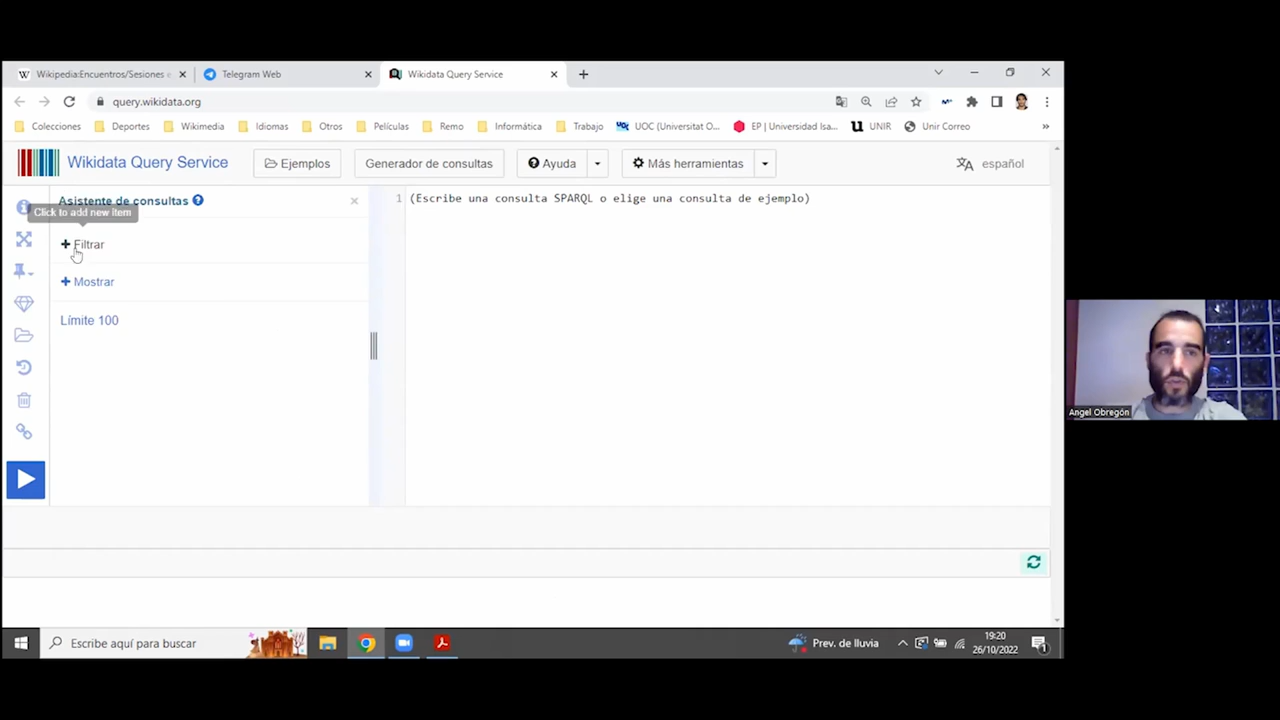 Wikipedia:Encuentros/Sesiones e
Telegram Web
Wikidata Query Service
query.wikidata.org
Colecciones
Deportes
Wikimedia
Idiomas
Otros
Películas
Remo
Informática
Trabajo
UOC (Universitat O...
EP | Universidad Isa...
UNIR
Unir Correo
»
Wikidata Query Service
Ejemplos
Generador de consultas
Ayuda
Más herramientas
español
Asistente de consultas
Click to add new item
Filtrar
Mostrar
Límite 100
1 (Escribe una consulta SPARQL o elige una consulta de ejemplo)
Angel Obregón
Escribe aquí para buscar
Prev. de lluvia
19:20
26/10/2022
1